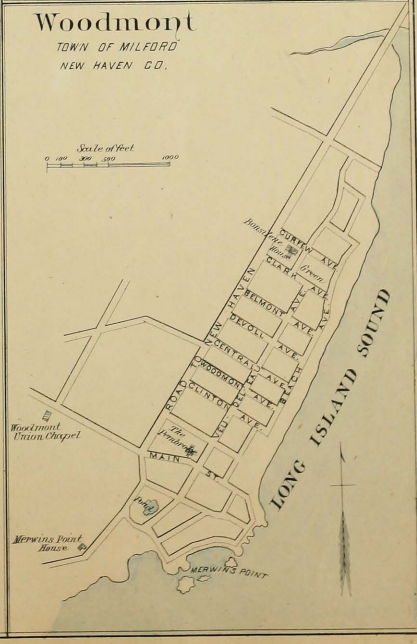 Woodmont
TOWN OF MILFORD
NEW HAVEN CO.
Scale of feet
0 100 300 500 1000
House
CURFEW AVE.
Green
CLARK AVE.
BELMONT AVE.
DEVOLL AVE.
CENTRAL AVE.
WOODMONT AVE.
CLINTON AVE.
BEACH AVE.
ROAD TO NEW HAVEN
LONG ISLAND SOUND
Woodmont
Union Chapel
The
Pembroke
MAIN ST
Pond
Merwins Point
House
MERWINS POINT